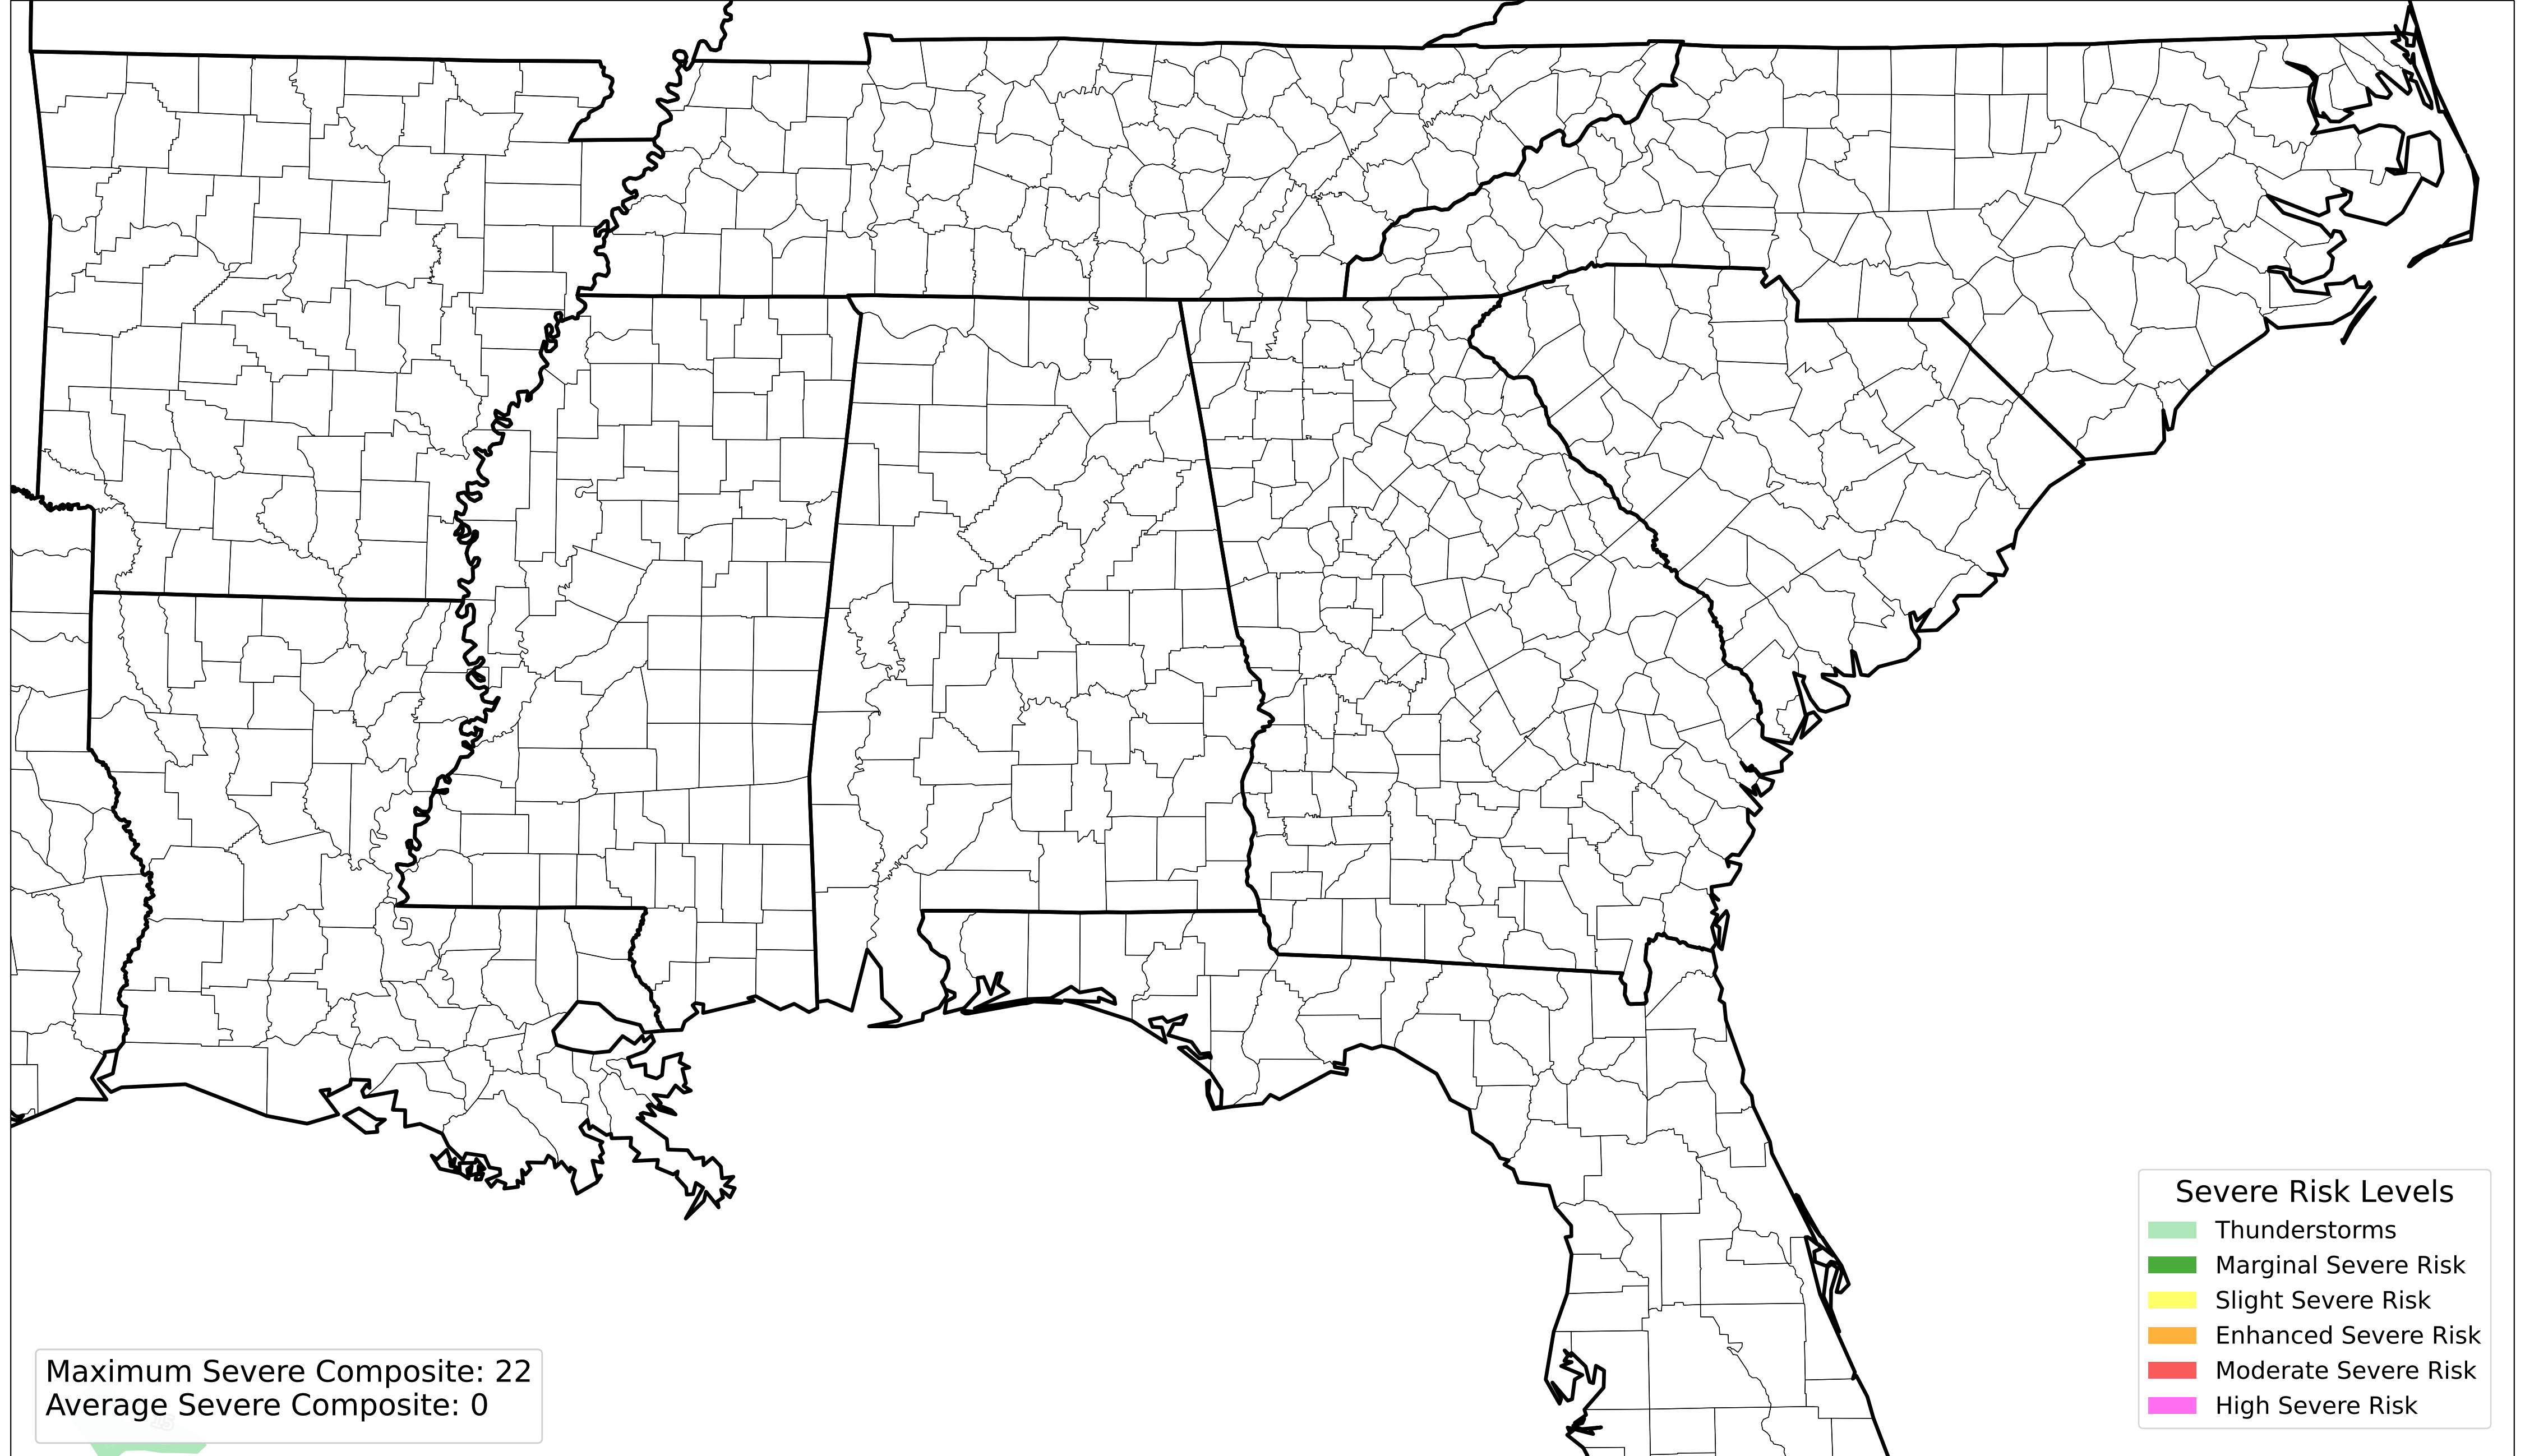 Maximum Severe Composite: 22
Average Severe Composite: 0
Severe Risk Levels
Thunderstorms
Marginal Severe Risk
Slight Severe Risk
Enhanced Severe Risk
Moderate Severe Risk
High Severe Risk